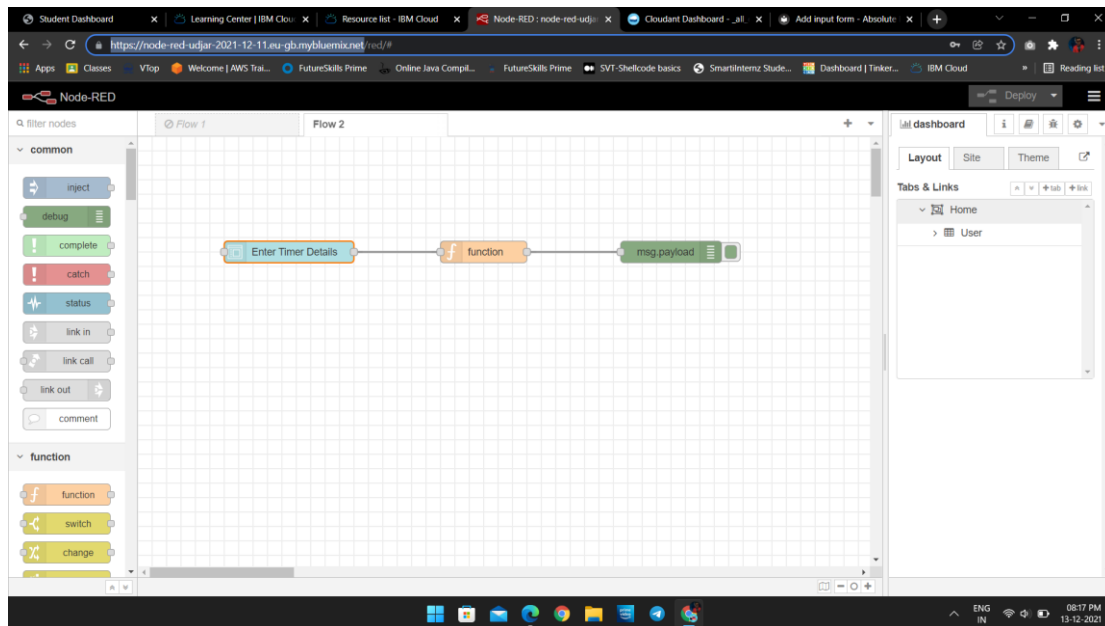 Student Dashboard
Learning Center | IBM Clou
Resource list - IBM Cloud
Node-RED : node-red-udja
Cloudant Dashboard - _all_
Add input form - Absolute
https://node-red-udjar-2021-12-11.eu-gb.mybluemix.net/red/#
Apps Classes VTop Welcome | AWS Trai... FutureSkills Prime Online Java Compil... FutureSkills Prime SVT-Shellcode basics SmartilnternzStude... Dashboard | Tinker... IBM Cloud » Reading list
Node-RED Deploy
filter nodes Flow 1 Flow 2 dashboard
common Layout Site Theme
Tabs & Links tab link
inject Home
debug User
complete Enter Timer Details function msg.payload
catch
status
link in
link call
link out
comment
function
function
switch
change
ENG
IN
08:17 PM
13-12-2021